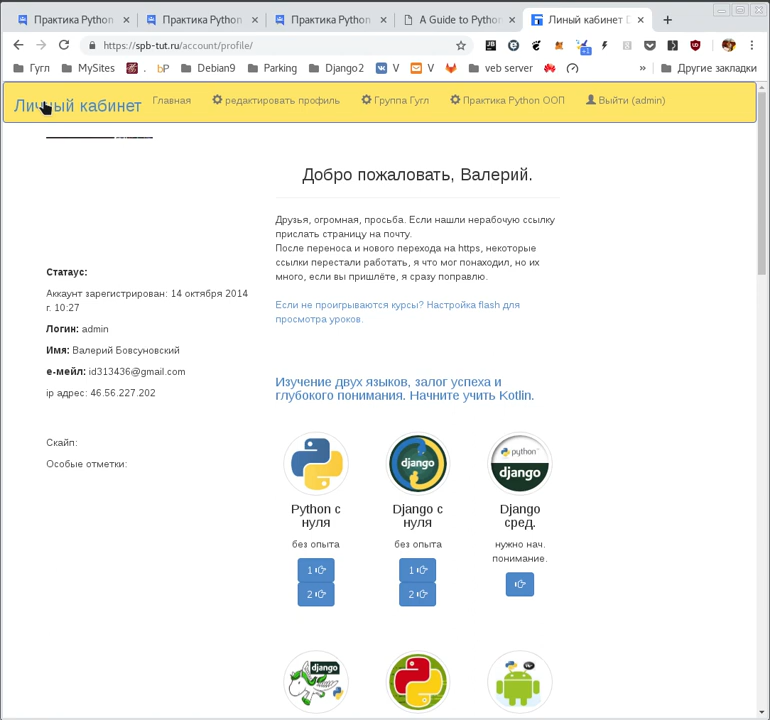 Практика Python
Практика Python
Практика Python
A Guide to Pytho
Линый кабинет
https://spb-tut.ru/account/profile/
Гугл
MySites
.
bP
Parking
Debian9
Django2
V
V
veb server
»
Другие закладки
Личный кабинет
Главная
редактировать профиль
Группа Гугл
Практика Python ООП
Выйти (admin)
Добро пожаловать, Валерий.
Друзья, огромная, просьба. Если нашли нерабочую ссылку
прислать страницу на почту.
После переноса и нового перехода на https, некоторые
ссылки перестали работать, я что мог понаходил, но их
много, если вы пришлёте, я сразу поправлю.
Если не проигрываются курсы? Настройка flash для
просмотра уроков.
Статаус:
Аккаунт зарегистрирован: 14 октября 2014
г. 10:27
Логин: admin
Имя: Валерий Бовсуновский
е-мейл: id313436@gmail.com
ip адрес: 46.56.227.202
Скайп:
Особые отметки:
Изучение двух языков, залог успеха и
глубокого понимания. Начните учить Kotlin.
django
python
django
Python с
нуля
Django с
нуля
Django
сред.
без опыта
без опыта
нужно нач.
понимание.
1
2
1
2
django